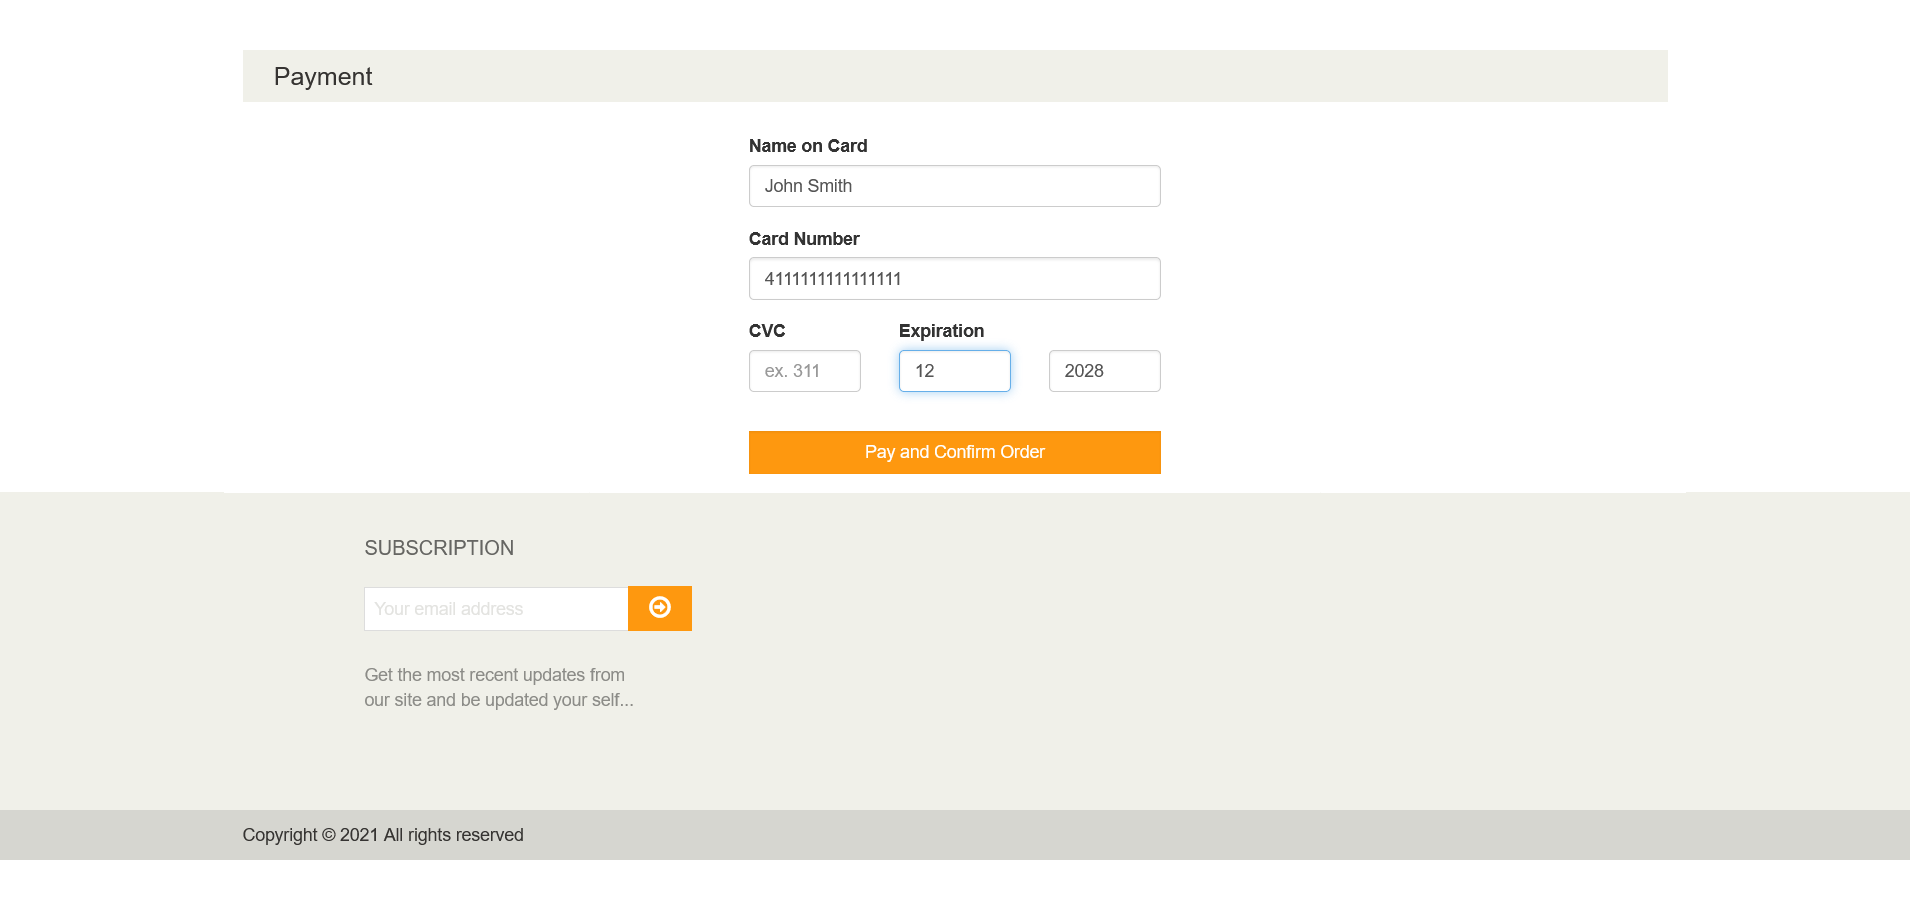 Payment
Name on Card
John Smith
Card Number
4111111111111111
CVC Expiration
ex. 311 12 2028
Pay and Confirm Order
SUBSCRIPTION
Your email address
Get the most recent updates from
our site and be updated your self...
Copyright © 2021 All rights reserved